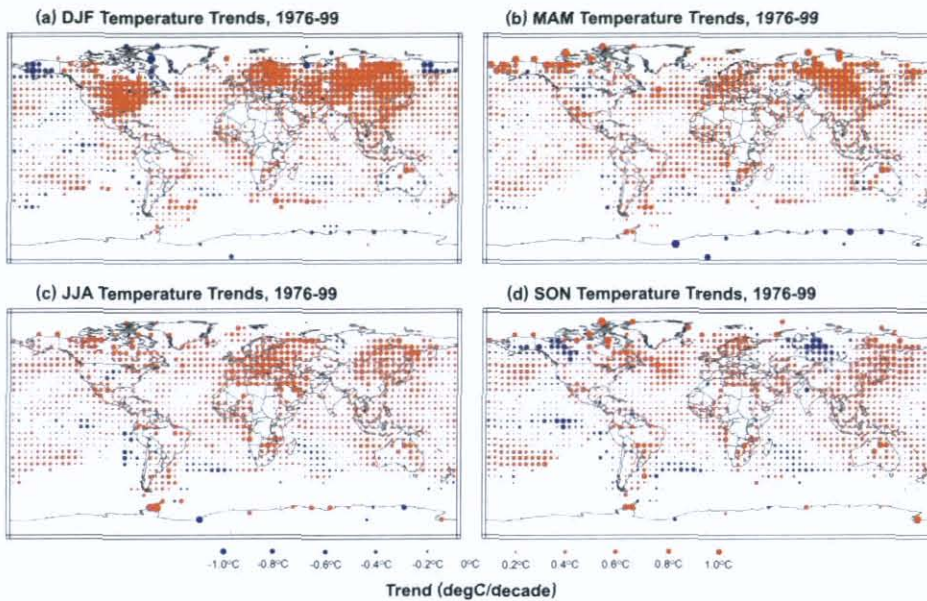 (a) DJF Temperature Trends, 1976-99
(b) MAM Temperature Trends, 1976-99
(c) JJA Temperature Trends, 1976-99
(d) SON Temperature Trends, 1976-99
-1.0°C -0.8°C -0.6°C -0.4°C -0.2°C 0°C 0.2°C 0.4°C 0.6°C 0.8°C 1.0°C
Trend (degC/decade)